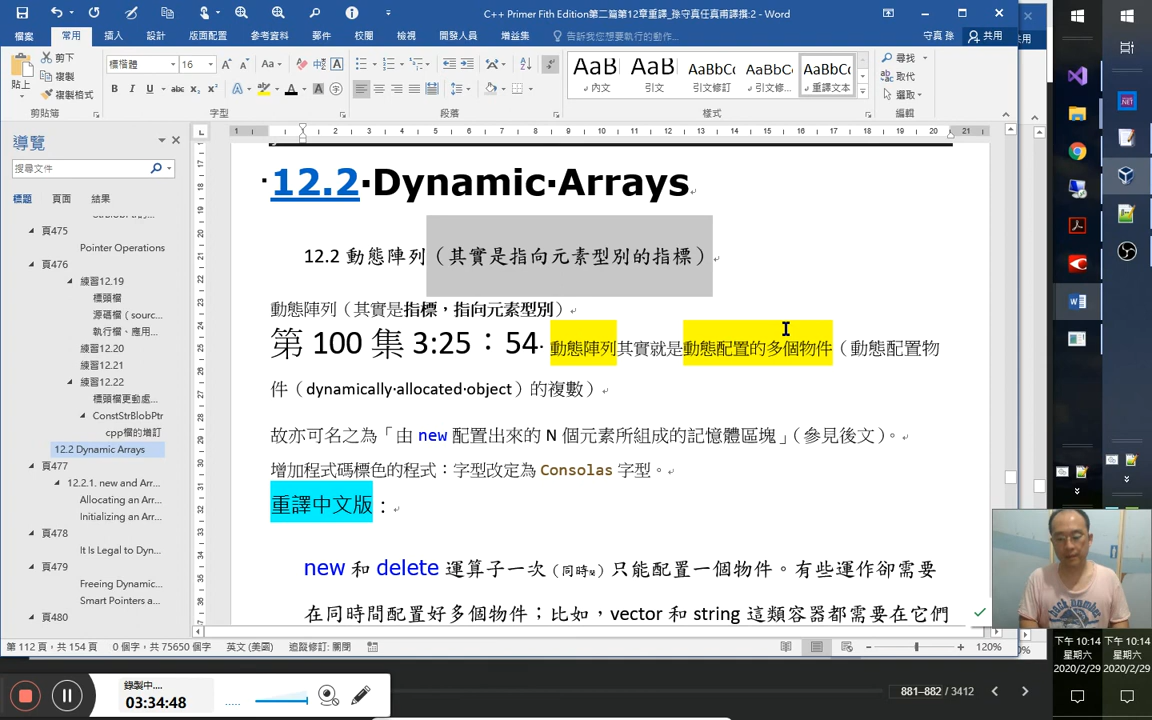 C++ Primer Fith Edition第二篇第12章重譯_孫守真任真甫譯撰:2 - Word
檔案 常用 插入 設計 版面配置 參考資料 郵件 校閱 檢視 開發人員 增益集 告訴我您想要執行的動作... 守真 孫 共用
貼上 剪下 複製 複製格式
標楷體 16
尋找 取代 選取
AaB AaB AaBbC AaBbC AaBbC
內文 引文 引文修訂 引文修... 重譯文本
剪貼簿 字型 段落 樣式 編輯
導覽
搜尋文件
標題 頁面 結果
頁475
Pointer Operations
頁476
練習12.19
標頭檔
源碼檔（sourc...
執行檔、應用...
練習12.20
練習12.21
練習12.22
標頭檔更動處...
ConstStrBlobPtr
cpp檔的增訂
12.2 Dynamic Arrays
頁477
12.2.1. new and Arr...
Allocating an Arr...
Initializing an Arr...
頁478
It Is Legal to Dyn...
頁479
Freeing Dynamic...
Smart Pointers a...
頁480
12.2·Dynamic·Arrays
12.2 動態陣列（其實是指向元素型別的指標）
動態陣列（其實是指標，指向元素型別）
第 100 集 3:25：54· 動態陣列其實就是動態配置的多個物件（動態配置物
件（dynamically·allocated·object）的複數）
故亦可名之為「由 new 配置出來的 N 個元素所組成的記憶體區塊」（參見後文）。
增加程式碼標色的程式：字型改定為 Consolas 字型。
重譯中文版：
new 和 delete 運算子一次（同時）只能配置一個物件。有些運作卻需要
在同時間配置好多個物件；比如，vector 和 string 這類容器都需要在它們
第 112 頁，共 154 頁 0 個字，共 75650 個字 英文 (美國) 追蹤修訂: 關閉 120%
錄製中....
03:34:48
881–882 / 3412
下午 10:14 下午 10:14
星期六 星期六
2020/2/29 2020/2/29